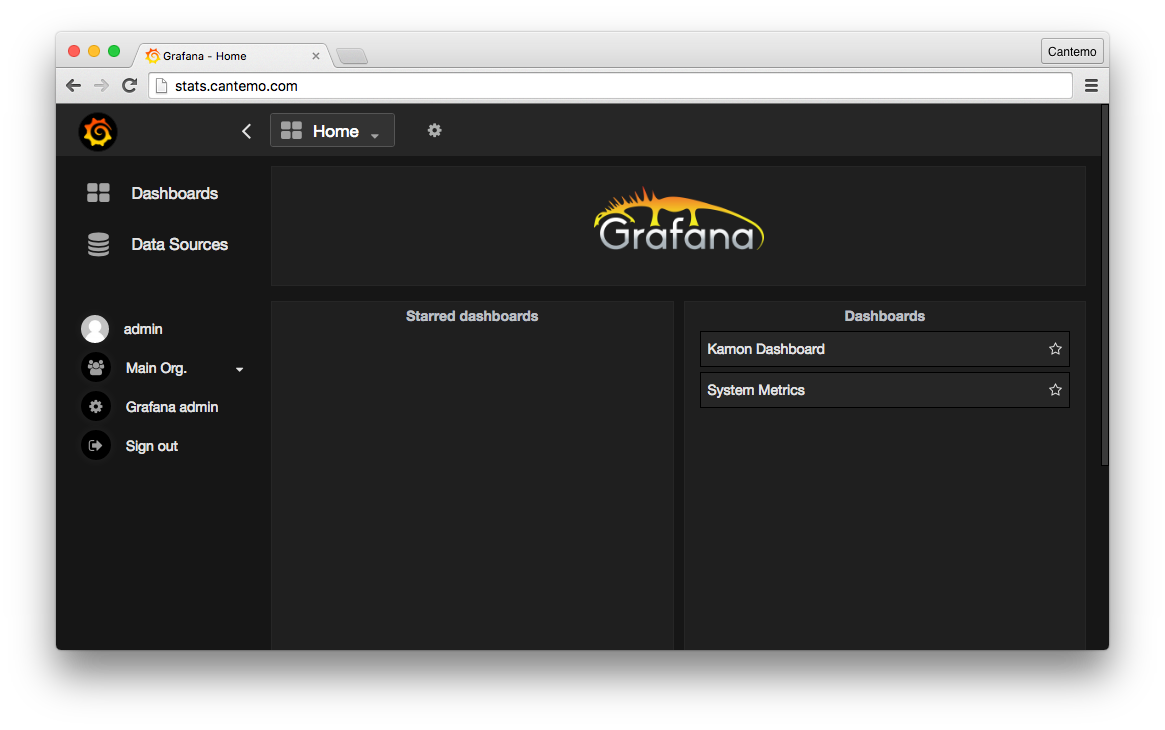 Grafana - Home
Cantemo
stats.cantemo.com
Home
Dashboards
Data Sources
admin
Main Org.
Grafana admin
Sign out
Grafana
Starred dashboards
Dashboards
Kamon Dashboard
System Metrics